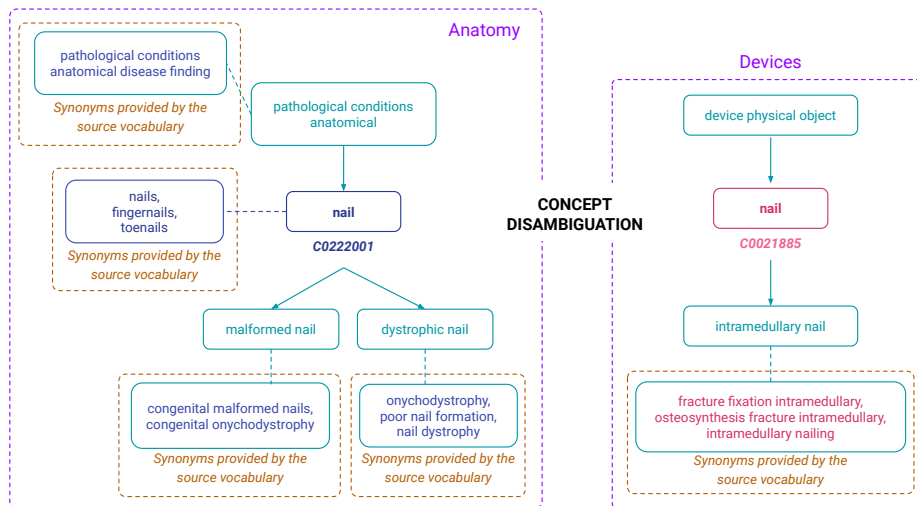 Anatomy
pathological conditions
anatomical disease finding
Synonyms provided by the
source vocabulary
pathological conditions
anatomical
nails,
fingernails,
toenails
Synonyms provided by the
source vocabulary
nail
C0222001
malformed nail
dystrophic nail
congenital malformed nails,
congenital onychodystrophy
Synonyms provided by the
source vocabulary
onychodystrophy,
poor nail formation,
nail dystrophy
Synonyms provided by the
source vocabulary
CONCEPT
DISAMBIGUATION
Devices
device physical object
nail
C0021885
intramedullary nail
fracture fixation intramedullary,
osteosynthesis fracture intramedullary,
intramedullary nailing
Synonyms provided by the
source vocabulary